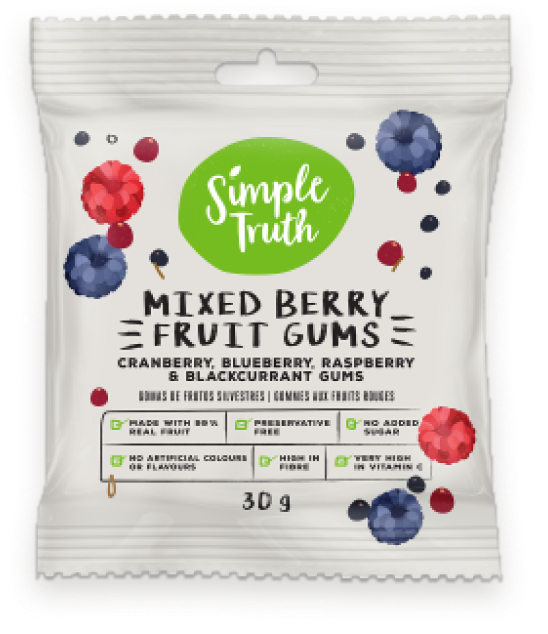 Simple
Truth
MIXED BERRY
FRUIT GUMS
CRANBERRY, BLUEBERRY, RASPBERRY
& BLACKCURRANT GUMS
GOMAS DE FRUTOS SILVESTRES | GOMMES AUX FRUITS ROUGES
MADE WITH 99%
REAL FRUIT
PRESERVATIVE
FREE
NO ADDED
SUGAR
NO ARTIFICIAL COLOURS
OR FLAVOURS
HIGH IN
FIBRE
VERY HIGH
IN VITAMIN C
30 g